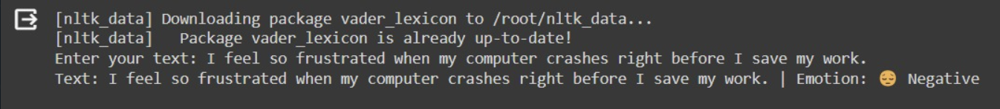 [nltk_data] Downloading package vader_lexicon to /root/nltk_data...
[nltk_data]   Package vader_lexicon is already up-to-date!
Enter your text: I feel so frustrated when my computer crashes right before I save my work.
Text: I feel so frustrated when my computer crashes right before I save my work. | Emotion: 😔 Negative